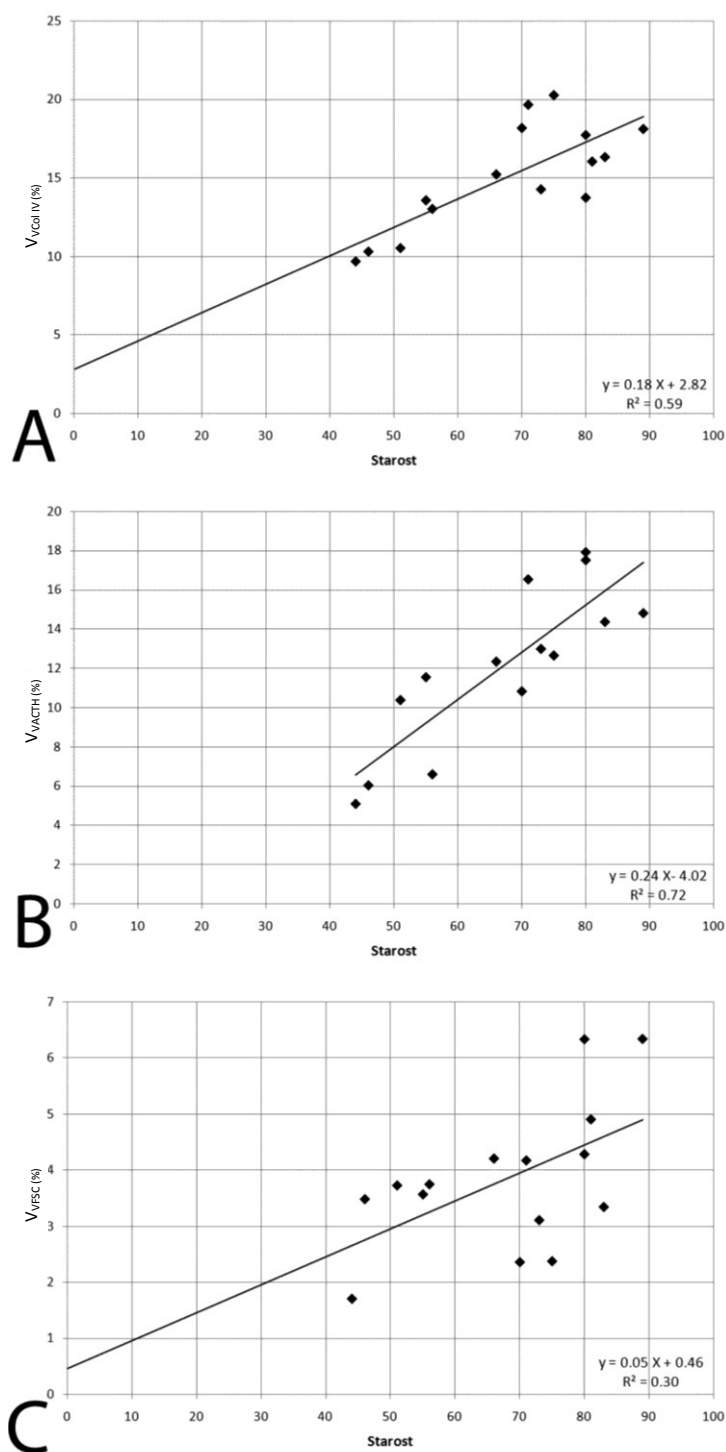 25
20
15
10
5
0
V VCol IV (%)
0 10 20 30 40 50 60 70 80 90 100
Starost
y = 0.18 X + 2.82
R² = 0.59
A
20
18
16
14
12
10
8
6
4
2
0
V VACTH (%)
0 10 20 30 40 50 60 70 80 90 100
Starost
y = 0.24 X- 4.02
R² = 0.72
B
7
6
5
4
3
2
1
0
V VFSC (%)
0 10 20 30 40 50 60 70 80 90 100
Starost
y = 0.05 X + 0.46
R² = 0.30
C